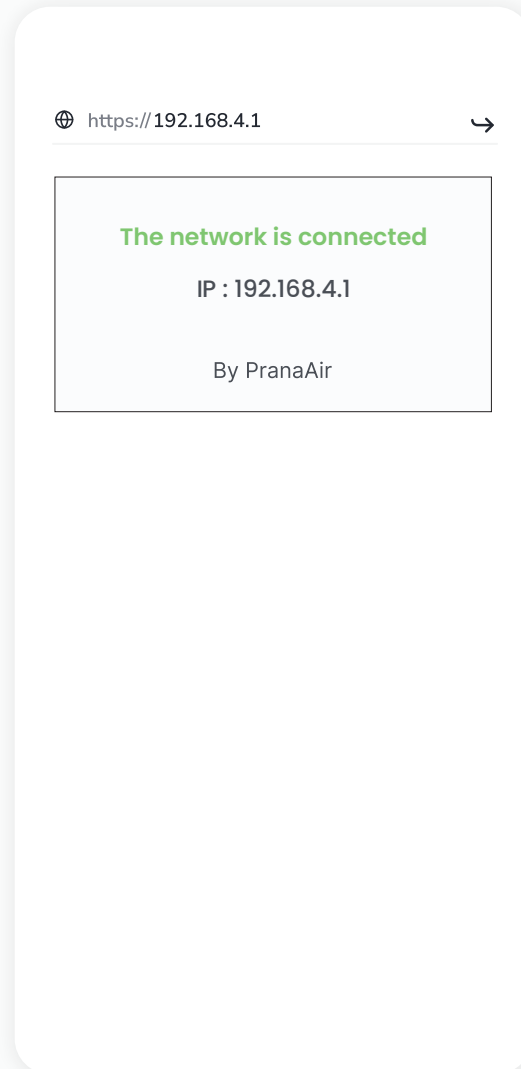 https://192.168.4.1
The network is connected
IP : 192.168.4.1
By PranaAir